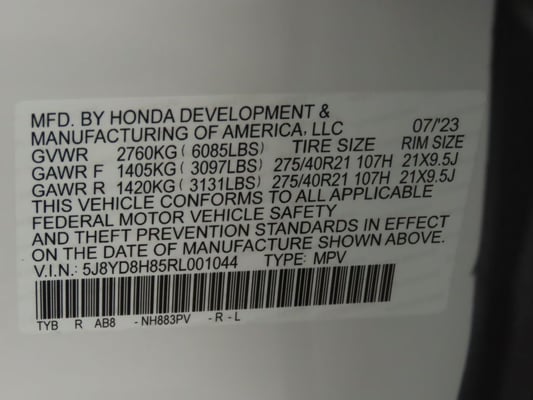 MFD. BY HONDA DEVELOPMENT &
MANUFACTURING OF AMERICA, LLC 07/'23
GVWR 2760KG ( 6085LBS) TIRE SIZE RIM SIZE
GAWR F 1405KG ( 3097LBS) 275/40R21 107H 21X9.5J
GAWR R 1420KG ( 3131LBS) 275/40R21 107H 21X9.5J
THIS VEHICLE CONFORMS TO ALL APPLICABLE
FEDERAL MOTOR VEHICLE SAFETY
AND THEFT PREVENTION STANDARDS IN EFFECT
ON THE DATE OF MANUFACTURE SHOWN ABOVE.
V.I.N.: 5J8YD8H85RL001044 TYPE: MPV
TYB R AB8 -NH883PV -R-L